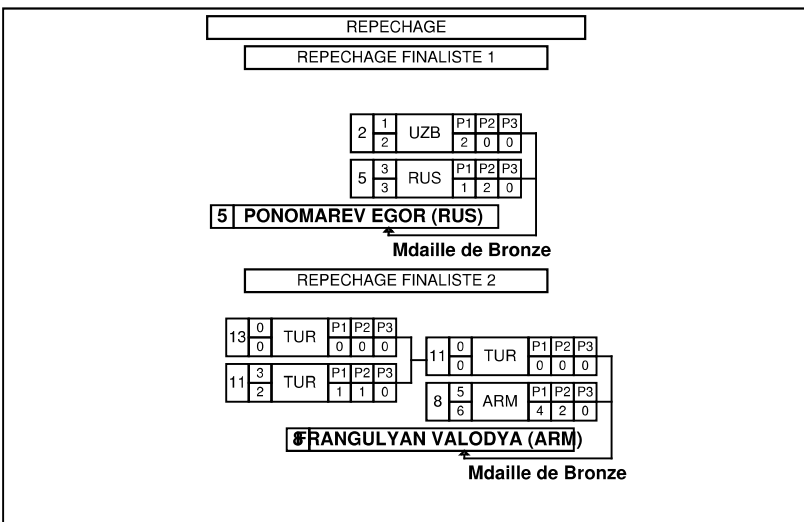 REPECHAGE
REPECHAGE FINALISTE 1
2 1 UZB P1 P2 P3
2 2 0 0
5 3 RUS P1 P2 P3
3 1 2 0
5 PONOMAREV EGOR (RUS)
Mdaille de Bronze
REPECHAGE FINALISTE 2
13 0 TUR P1 P2 P3
0 0 0 0
11 0 TUR P1 P2 P3
0 0 0 0
11 3 TUR P1 P2 P3
2 1 1 0
8 5 ARM P1 P2 P3
6 4 2 0
8 FRANGULYAN VALODYA (ARM)
Mdaille de Bronze